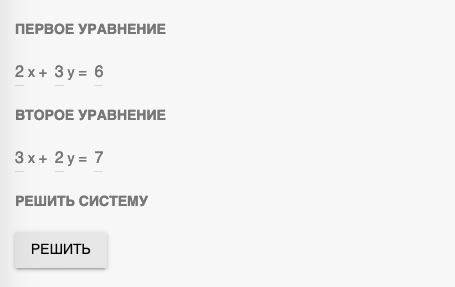 ПЕРВОЕ УРАВНЕНИЕ
2 x + 3 y = 6
ВТОРОЕ УРАВНЕНИЕ
3 x + 2 y = 7
РЕШИТЬ СИСТЕМУ
РЕШИТЬ